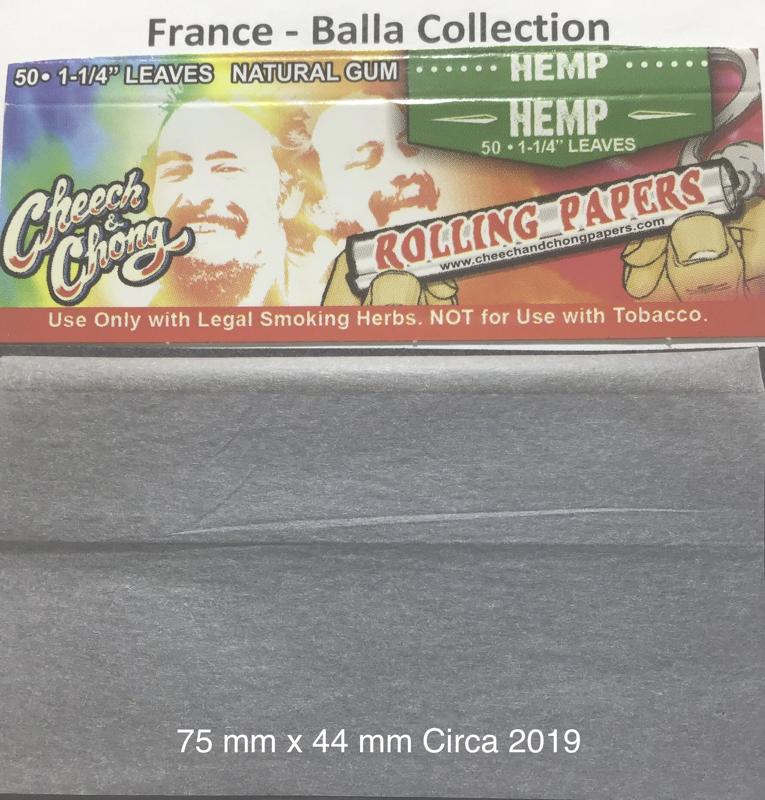 France - Balla Collection
50 • 1-1/4” LEAVES NATURAL GUM
HEMP
HEMP
50 • 1-1/4” LEAVES
Cheech
&
Chong
ROLLING PAPERS
www.cheechandchongpapers.com
Use Only with Legal Smoking Herbs. NOT for Use with Tobacco.
75 mm x 44 mm Circa 2019